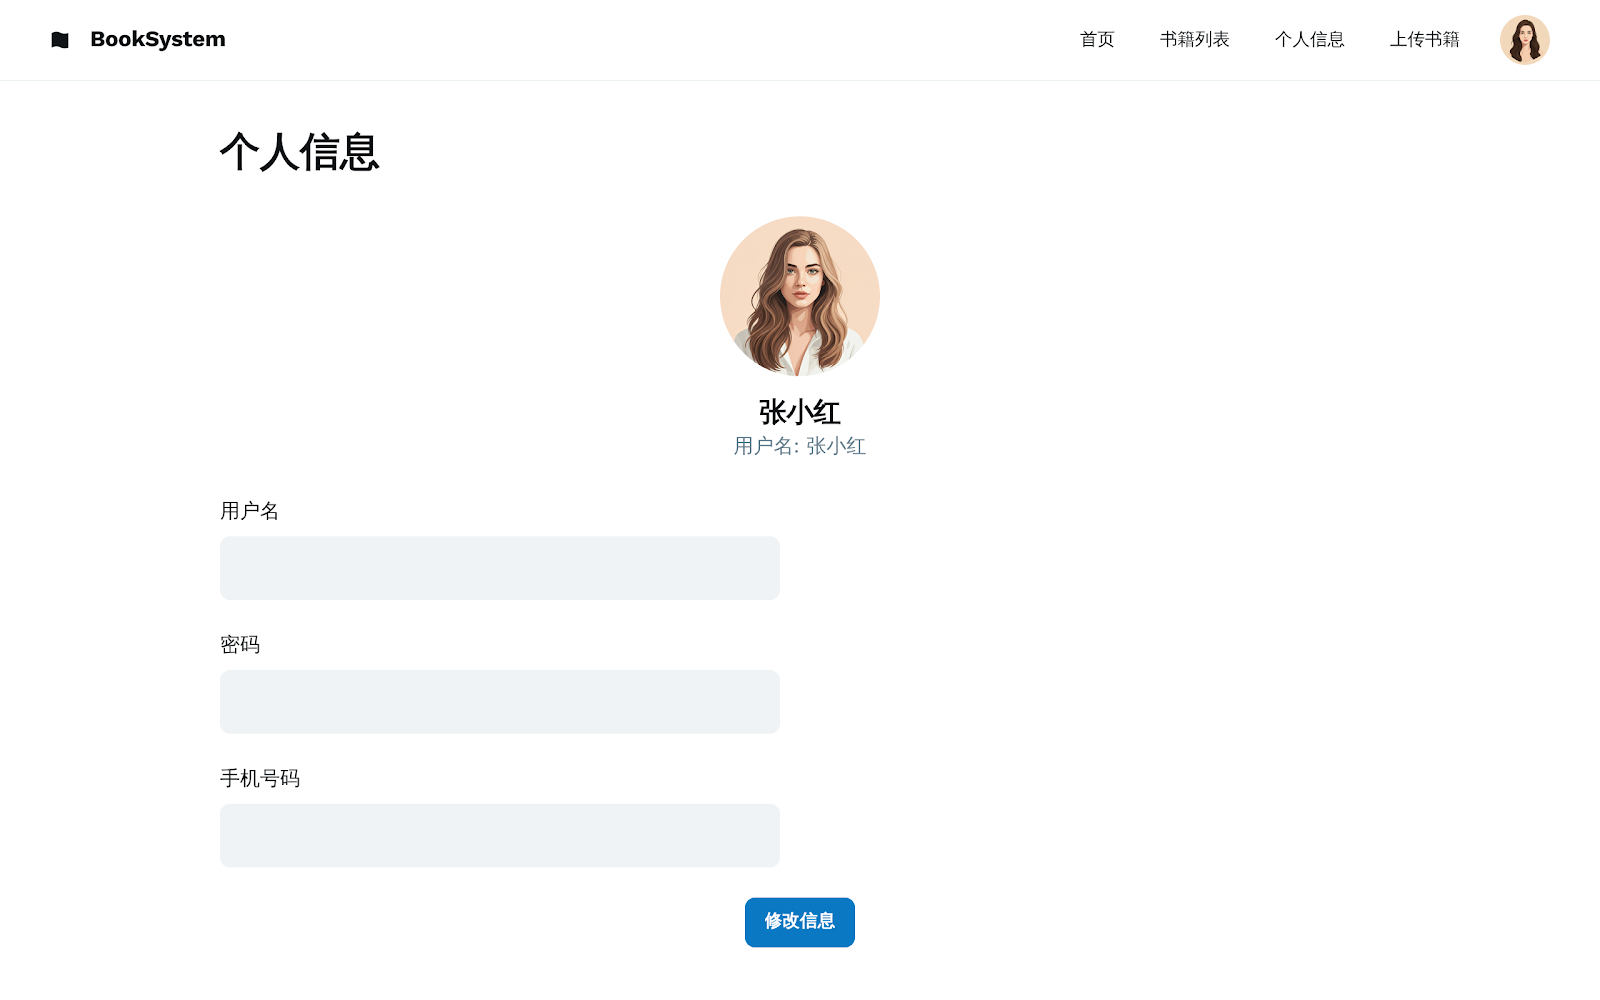 BookSystem
首页 书籍列表 个人信息 上传书籍
个人信息
张小红
用户名: 张小红
用户名
密码
手机号码
修改信息